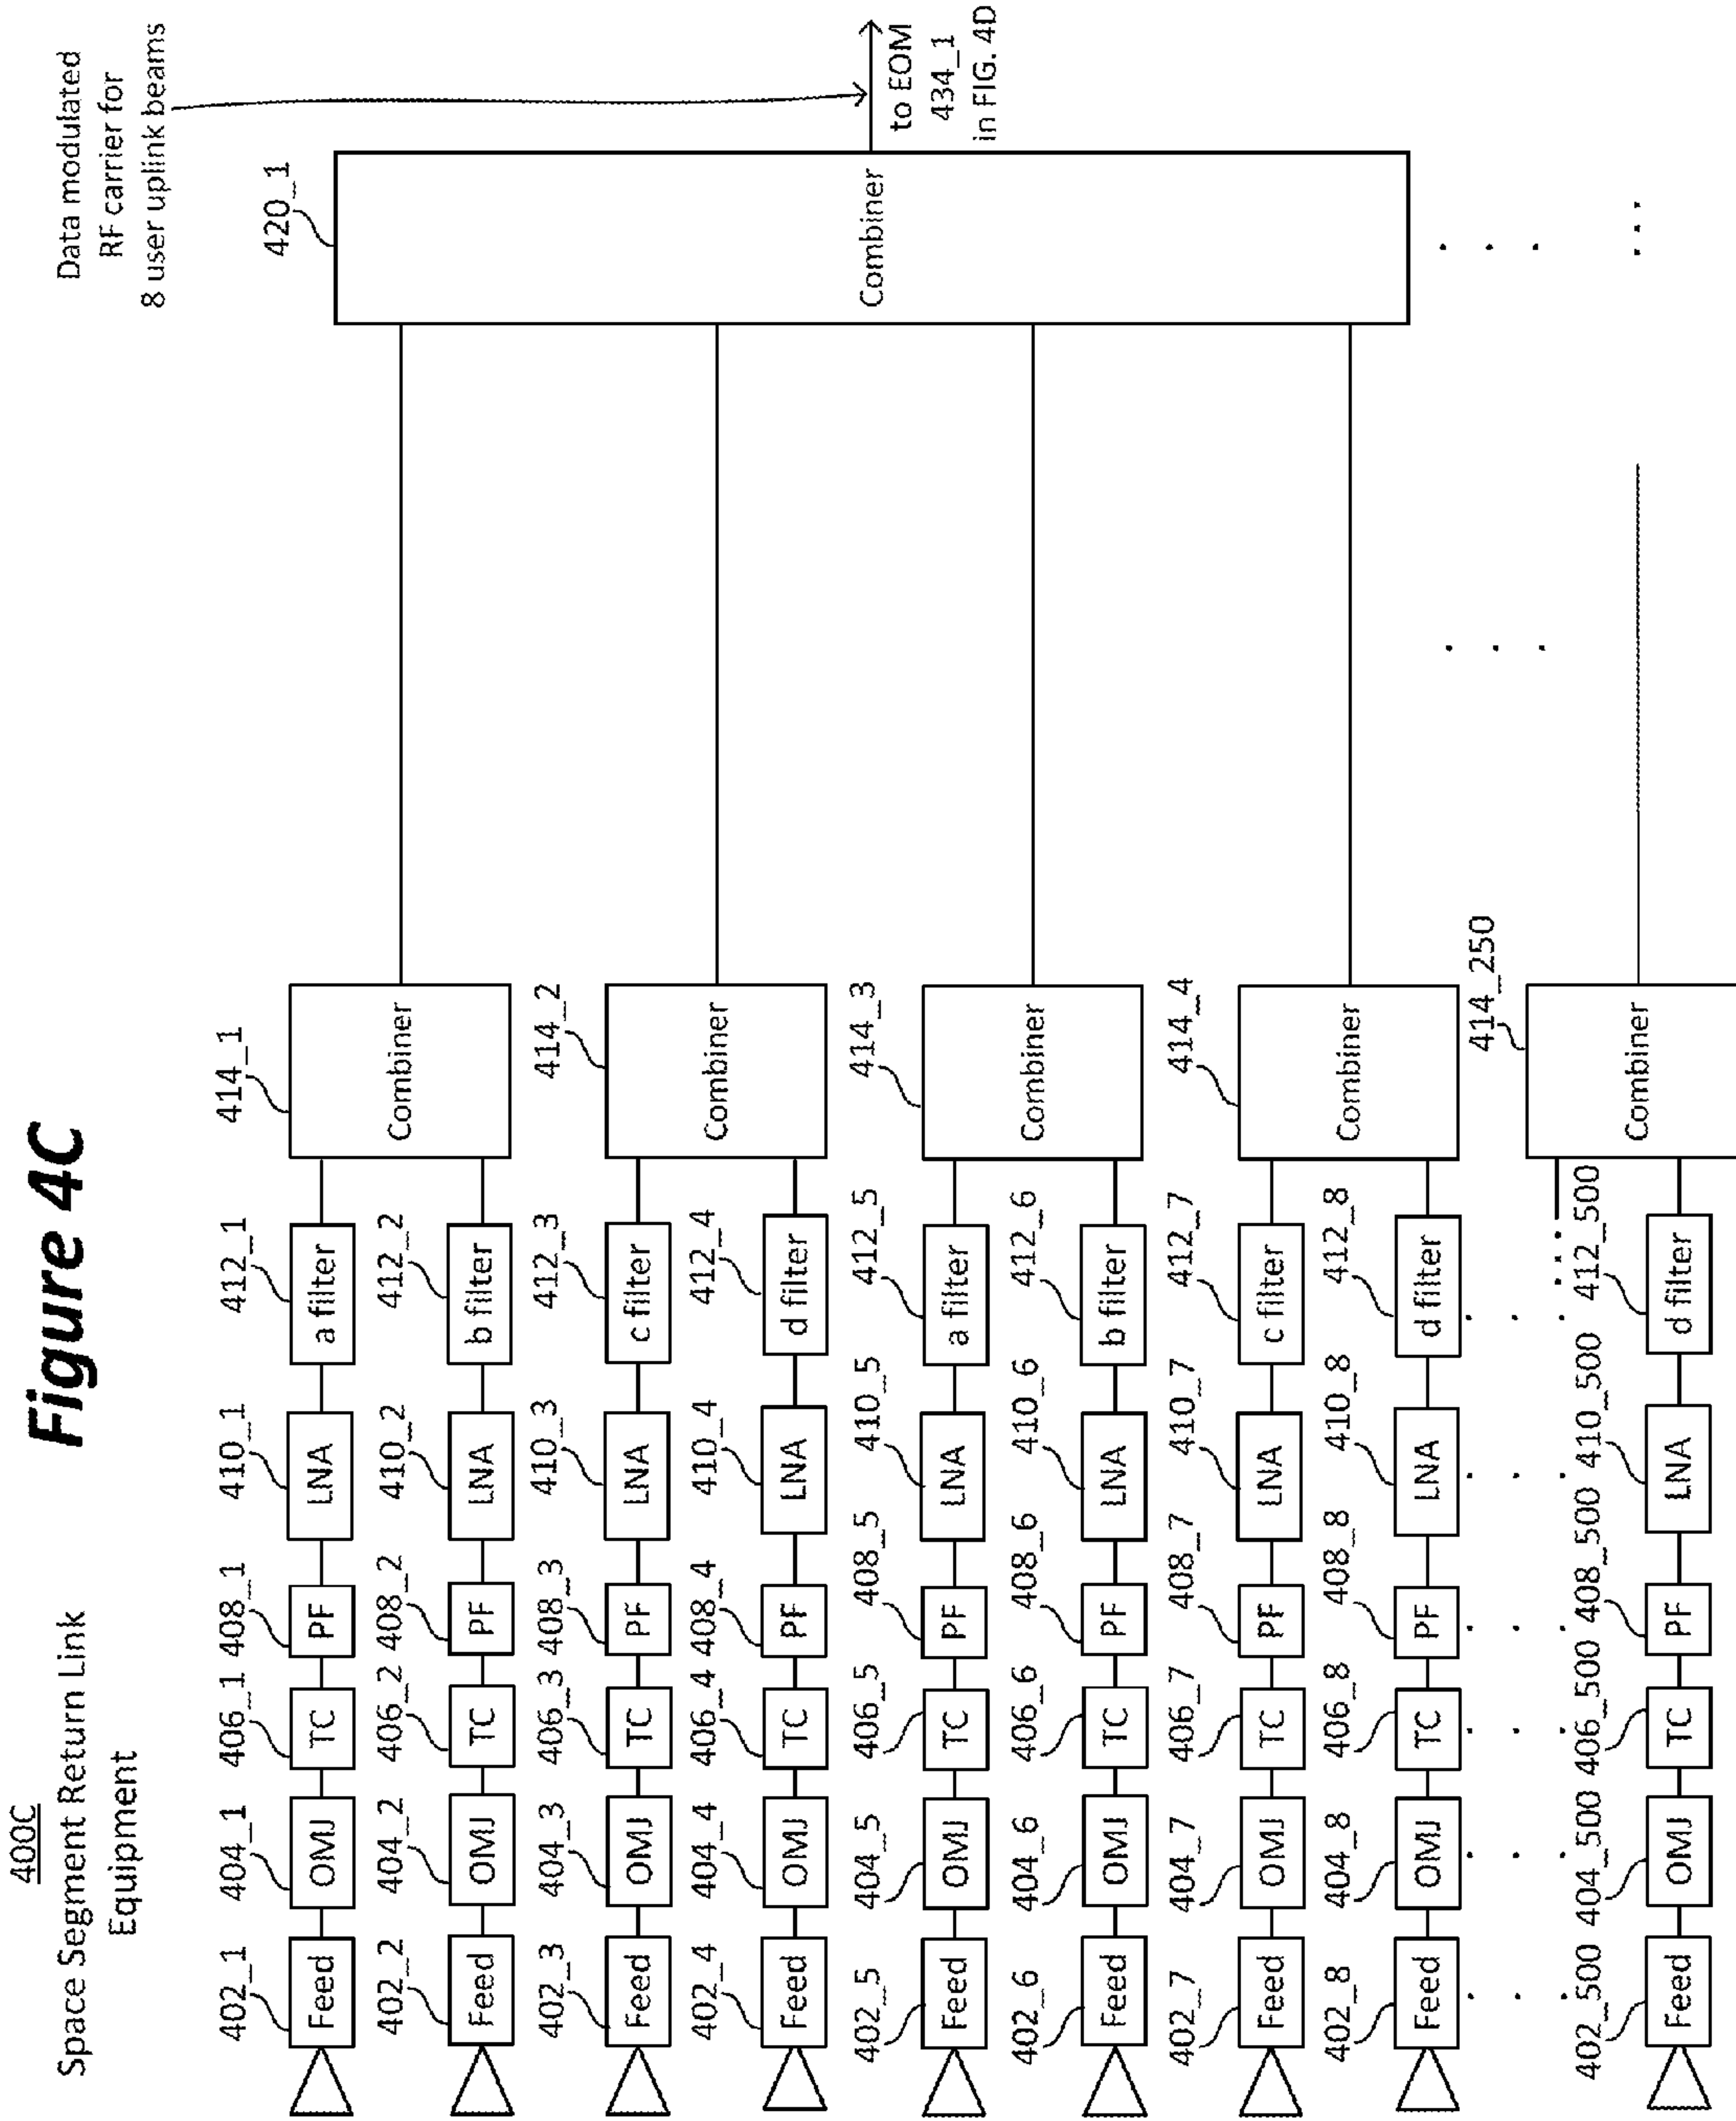 Figure 4C
400C
Space Segment Return Link
Equipment
Data modulated
RF carrier for
8 user uplink beams
402_1 404_1 406_1 408_1 410_1 412_1 414_1 420_1
Feed OMJ TC PF LNA a filter
Combiner
402_2 404_2 406_2 408_2 410_2 412_2
Feed OMJ TC PF LNA b filter
402_3 404_3 406_3 408_3 410_3 412_3 414_2
Feed OMJ TC PF LNA c filter
Combiner
402_4 404_4 406_4 408_4 410_4 412_4
Feed OMJ TC PF LNA d filter
Combiner
to EOM
434_1
in FIG. 4D
402_5 404_5 406_5 408_5 410_5 412_5 414_3
Feed OMJ TC PF LNA a filter
Combiner
402_6 404_6 406_6 408_6 410_6 412_6
Feed OMJ TC PF LNA b filter
402_7 404_7 406_7 408_7 410_7 412_7 414_4
Feed OMJ TC PF LNA c filter
Combiner
402_8 404_8 406_8 408_8 410_8 412_8
Feed OMJ TC PF LNA d filter
402_500 404_500 406_500 408_500 410_500 412_500 414_250
Feed OMJ TC PF LNA d filter
Combiner